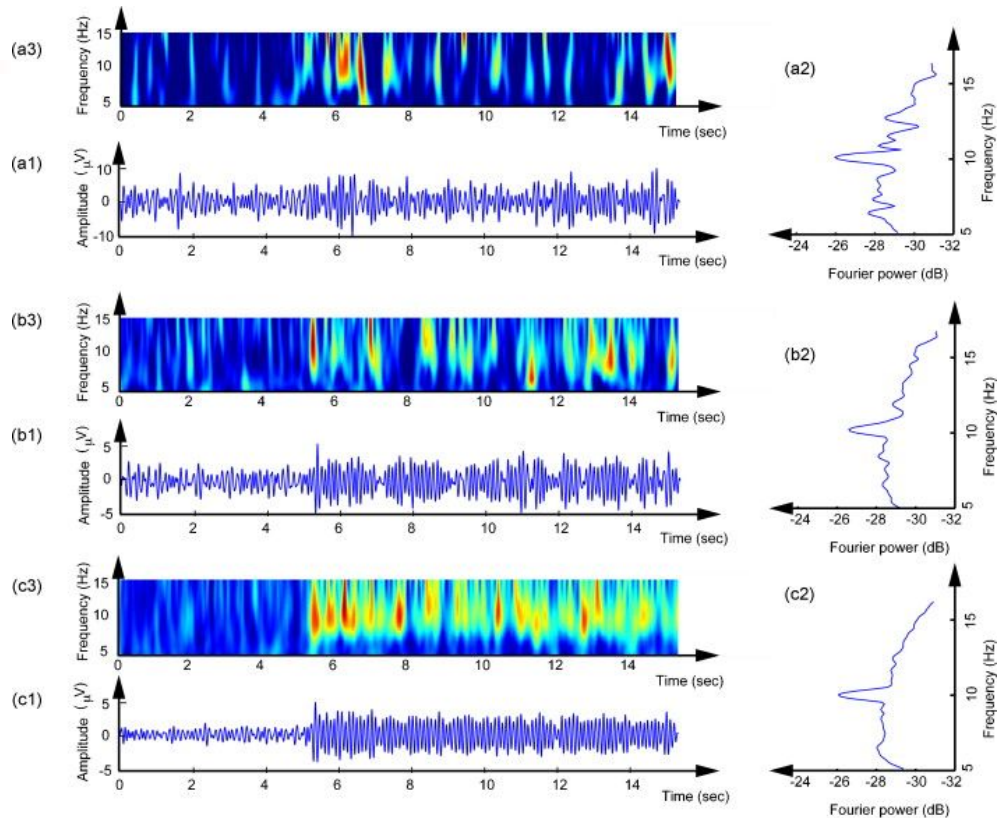 (a3)
Frequency (Hz)
15
10
5
0 2 4 6 8 10 12 14
Time (sec)
(a1)
Amplitude (μV)
10
0
-10
0 2 4 6 8 10 12 14
Time (sec)
(a2)
15
10
5
Frequency (Hz)
-24 -26 -28 -30 -32
Fourier power (dB)
(b3)
Frequency (Hz)
15
10
5
0 2 4 6 8 10 12 14
Time (sec)
(b1)
Amplitude (μV)
5
0
-5
0 2 4 6 8 10 12 14
Time (sec)
(b2)
15
10
5
Frequency (Hz)
-24 -26 -28 -30 -32
Fourier power (dB)
(c3)
Frequency (Hz)
15
10
5
0 2 4 6 8 10 12 14
Time (sec)
(c1)
Amplitude (μV)
5
0
-5
0 2 4 6 8 10 12 14
Time (sec)
(c2)
15
10
5
Frequency (Hz)
-24 -26 -28 -30 -32
Fourier power (dB)